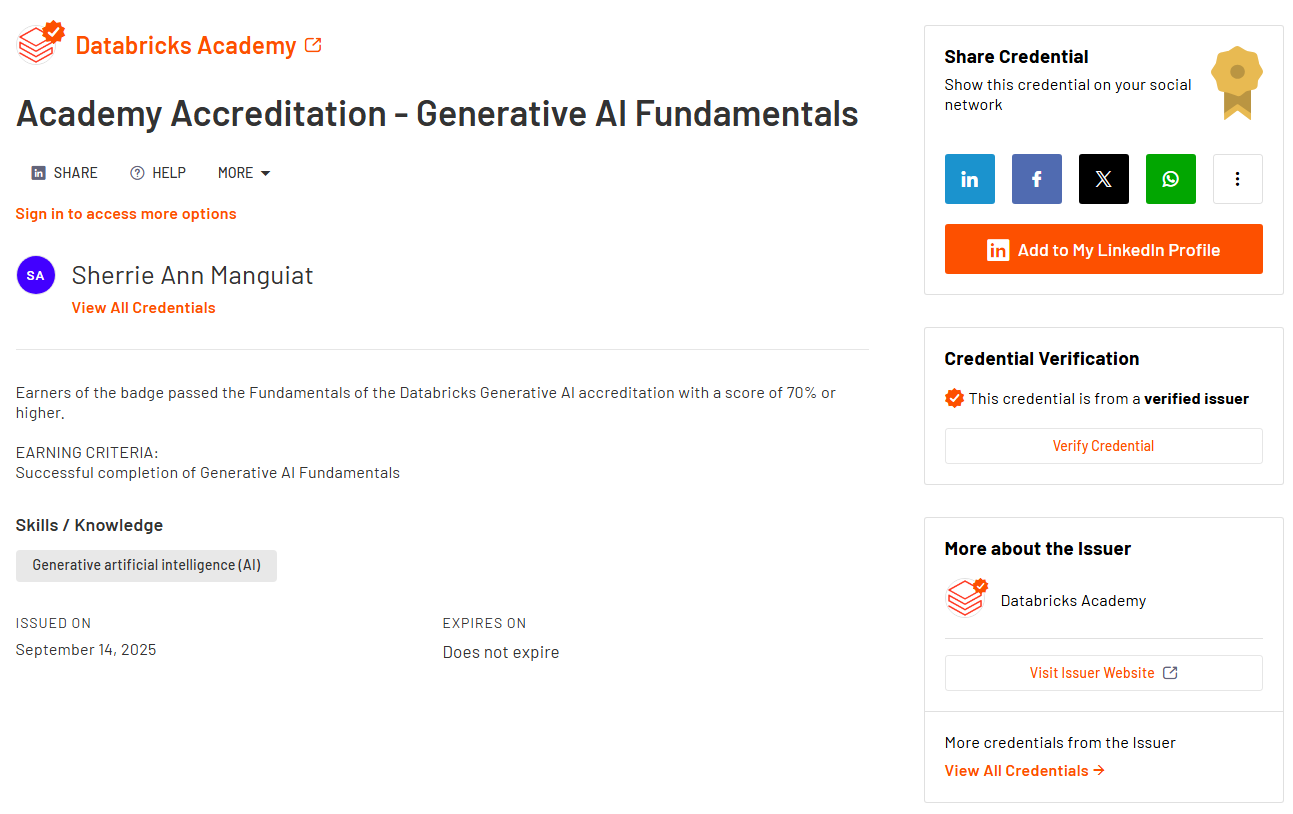 Databricks Academy
Academy Accreditation - Generative AI Fundamentals
in SHARE
? HELP
MORE
Sign in to access more options
SA
Sherrie Ann Manguiat
View All Credentials
Earners of the badge passed the Fundamentals of the Databricks Generative AI accreditation with a score of 70% or
higher.
EARNING CRITERIA:
Successful completion of Generative AI Fundamentals
Skills / Knowledge
Generative artificial intelligence (AI)
ISSUED ON
September 14, 2025
EXPIRES ON
Does not expire
Share Credential
Show this credential on your social
network
in f X
in Add to My LinkedIn Profile
Credential Verification
This credential is from a verified issuer
Verify Credential
More about the Issuer
Databricks Academy
Visit Issuer Website
More credentials from the Issuer
View All Credentials →